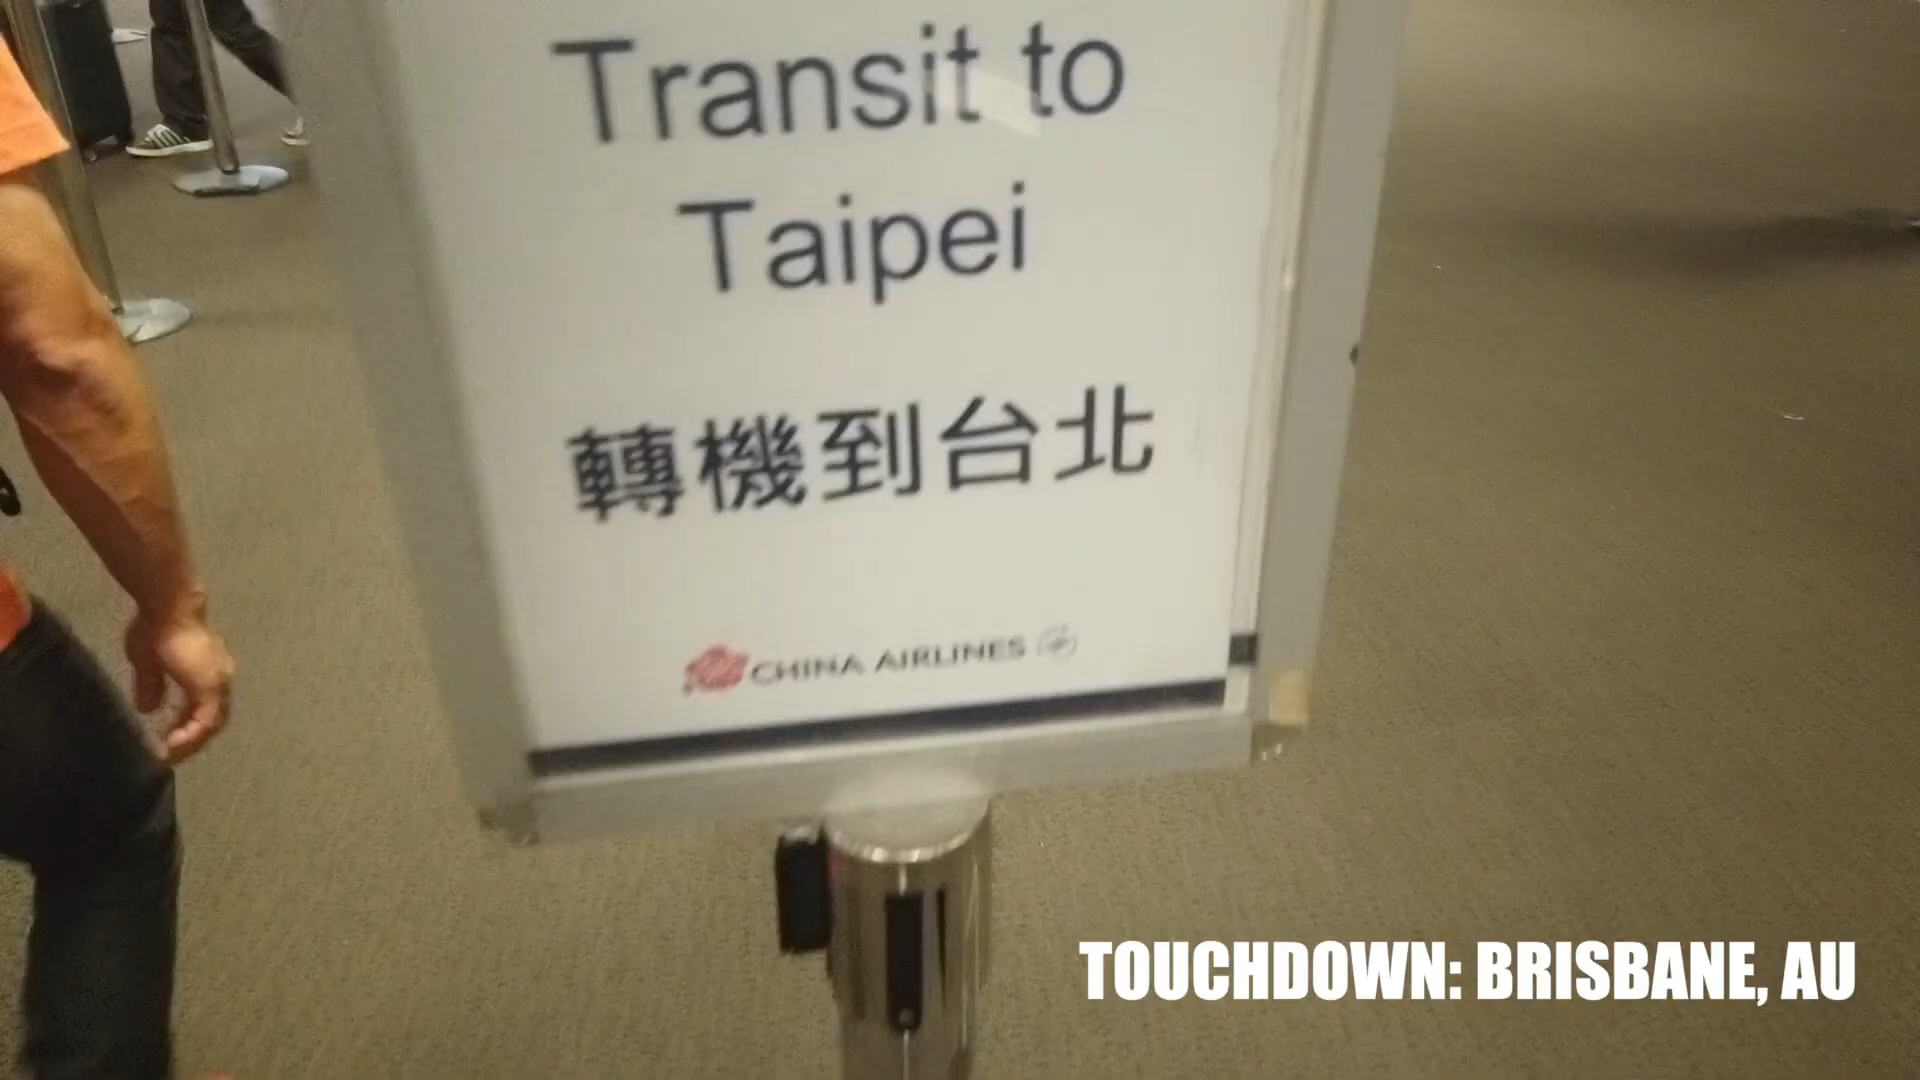 Transit to
Taipei
轉機到台北
CHINA AIRLINES
TOUCHDOWN: BRISBANE, AU